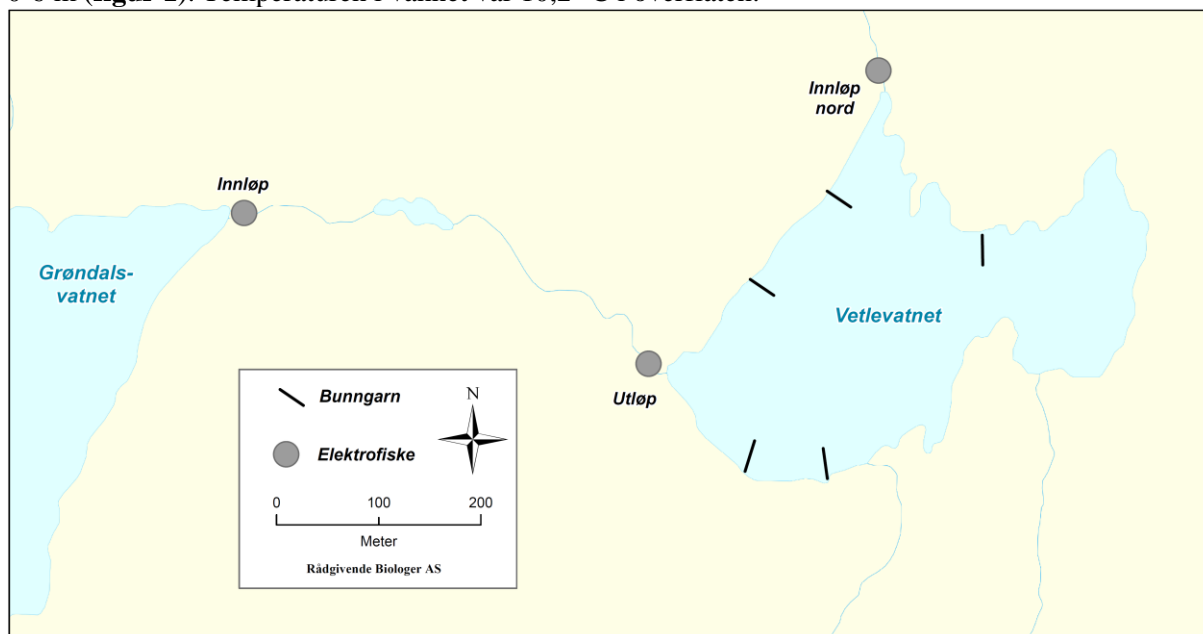 Innløp
nord
Innløp
Grøndals-
vatnet
Vetlevatnet
Utløp
Bunngarn
N
Elektrofiske
0 100 200
Meter
Rådgivende Biologer AS